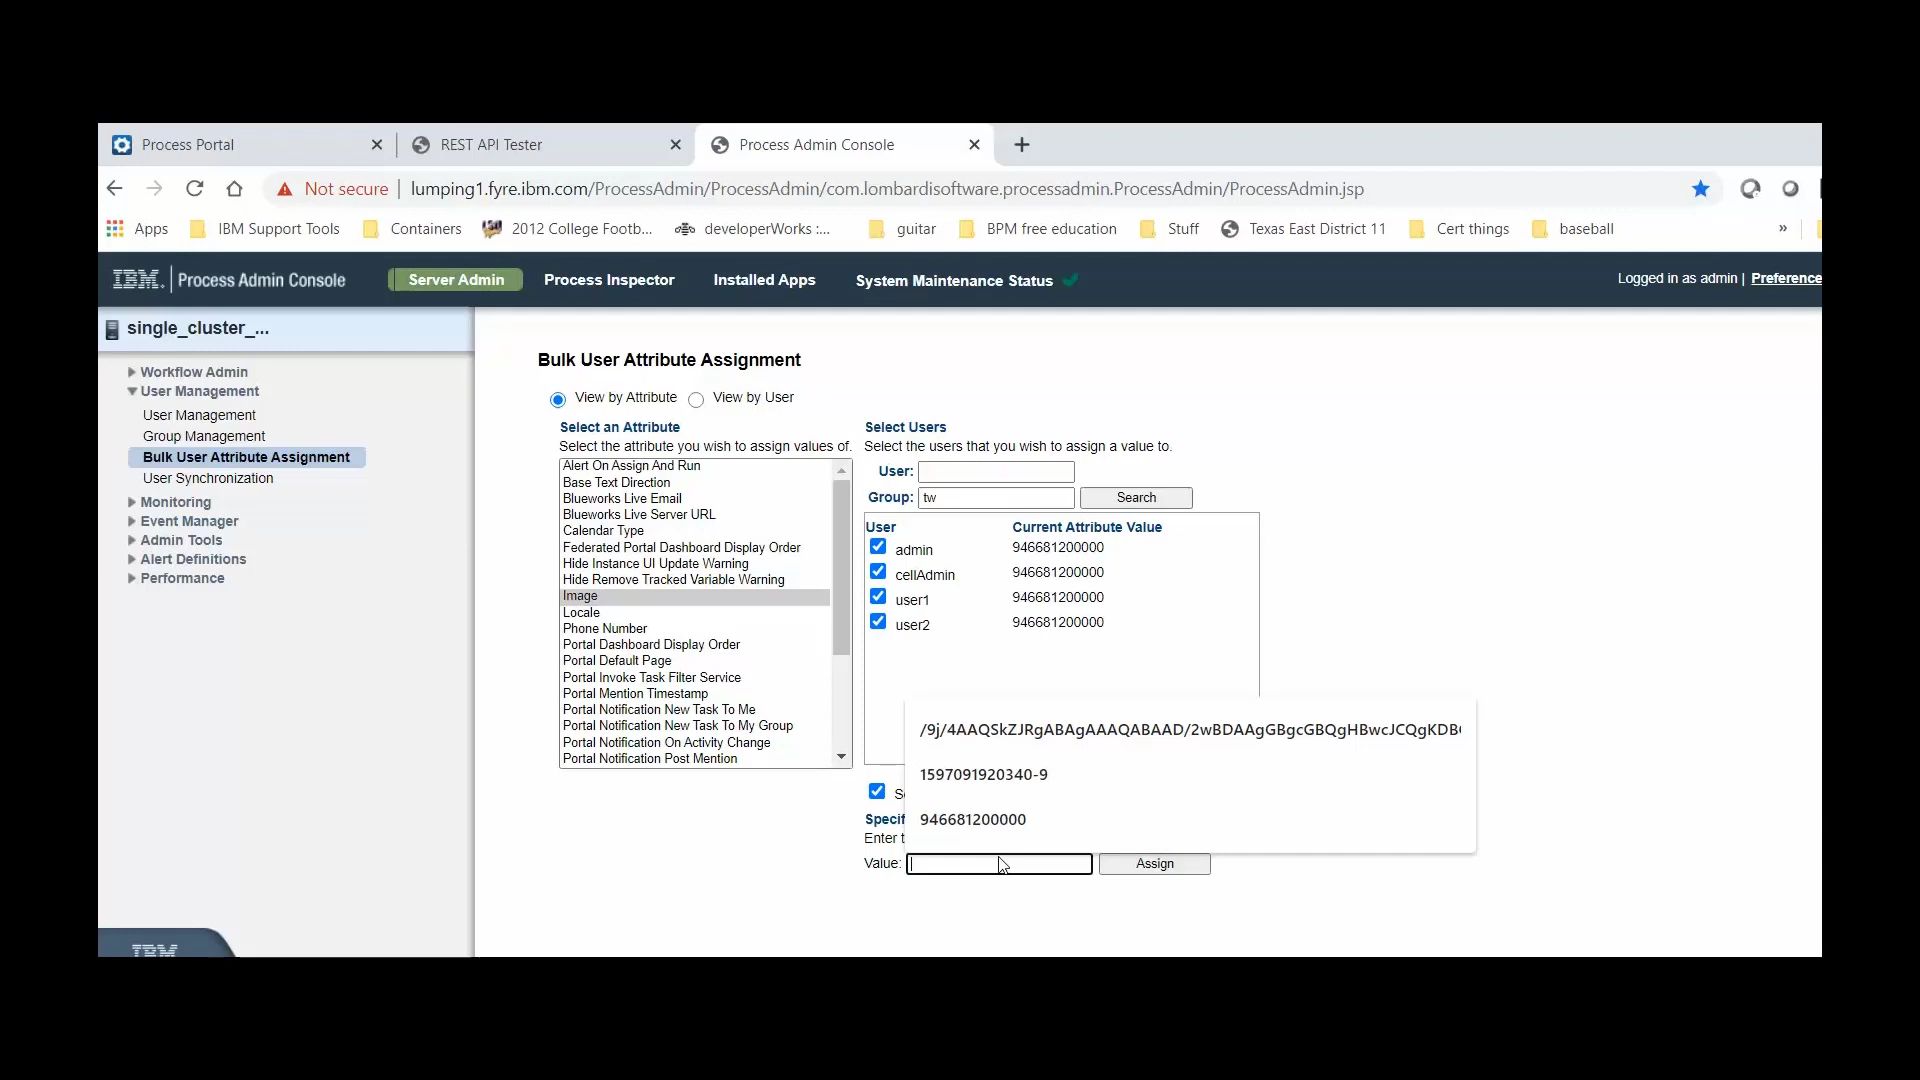 Process Portal
REST API Tester
Process Admin Console
Not secure | lumping1.fyre.ibm.com/ProcessAdmin/ProcessAdmin/com.lombardisoftware.processadmin.ProcessAdmin/ProcessAdmin.jsp
Apps IBM Support Tools Containers 2012 College Footb... developerWorks :... guitar BPM free education Stuff Texas East District 11 Cert things baseball »
IBM. Process Admin Console Server Admin Process Inspector Installed Apps System Maintenance Status Logged in as admin | Preference
single_cluster_...
Workflow Admin
User Management
User Management
Group Management
Bulk User Attribute Assignment
User Synchronization
Monitoring
Event Manager
Admin Tools
Alert Definitions
Performance
IBM
Bulk User Attribute Assignment
View by Attribute View by User
Select an Attribute
Select the attribute you wish to assign values of.
Alert On Assign And Run
Base Text Direction
Blueworks Live Email
Blueworks Live Server URL
Calendar Type
Federated Portal Dashboard Display Order
Hide Instance UI Update Warning
Hide Remove Tracked Variable Warning
Image
Locale
Phone Number
Portal Dashboard Display Order
Portal Default Page
Portal Invoke Task Filter Service
Portal Mention Timestamp
Portal Notification New Task To Me
Portal Notification New Task To My Group
Portal Notification On Activity Change
Portal Notification Post Mention
Select Users
Select the users that you wish to assign a value to.
User:
Group: tw Search
User Current Attribute Value
admin 946681200000
cellAdmin 946681200000
user1 946681200000
user2 946681200000
/9j/4AAQSkZJRgABAgAAAQABAAD/2wBDAAgGBgcGBQgHBwcJCQgKDB
1597091920340-9
946681200000
Specif
Enter t
Value: Assign